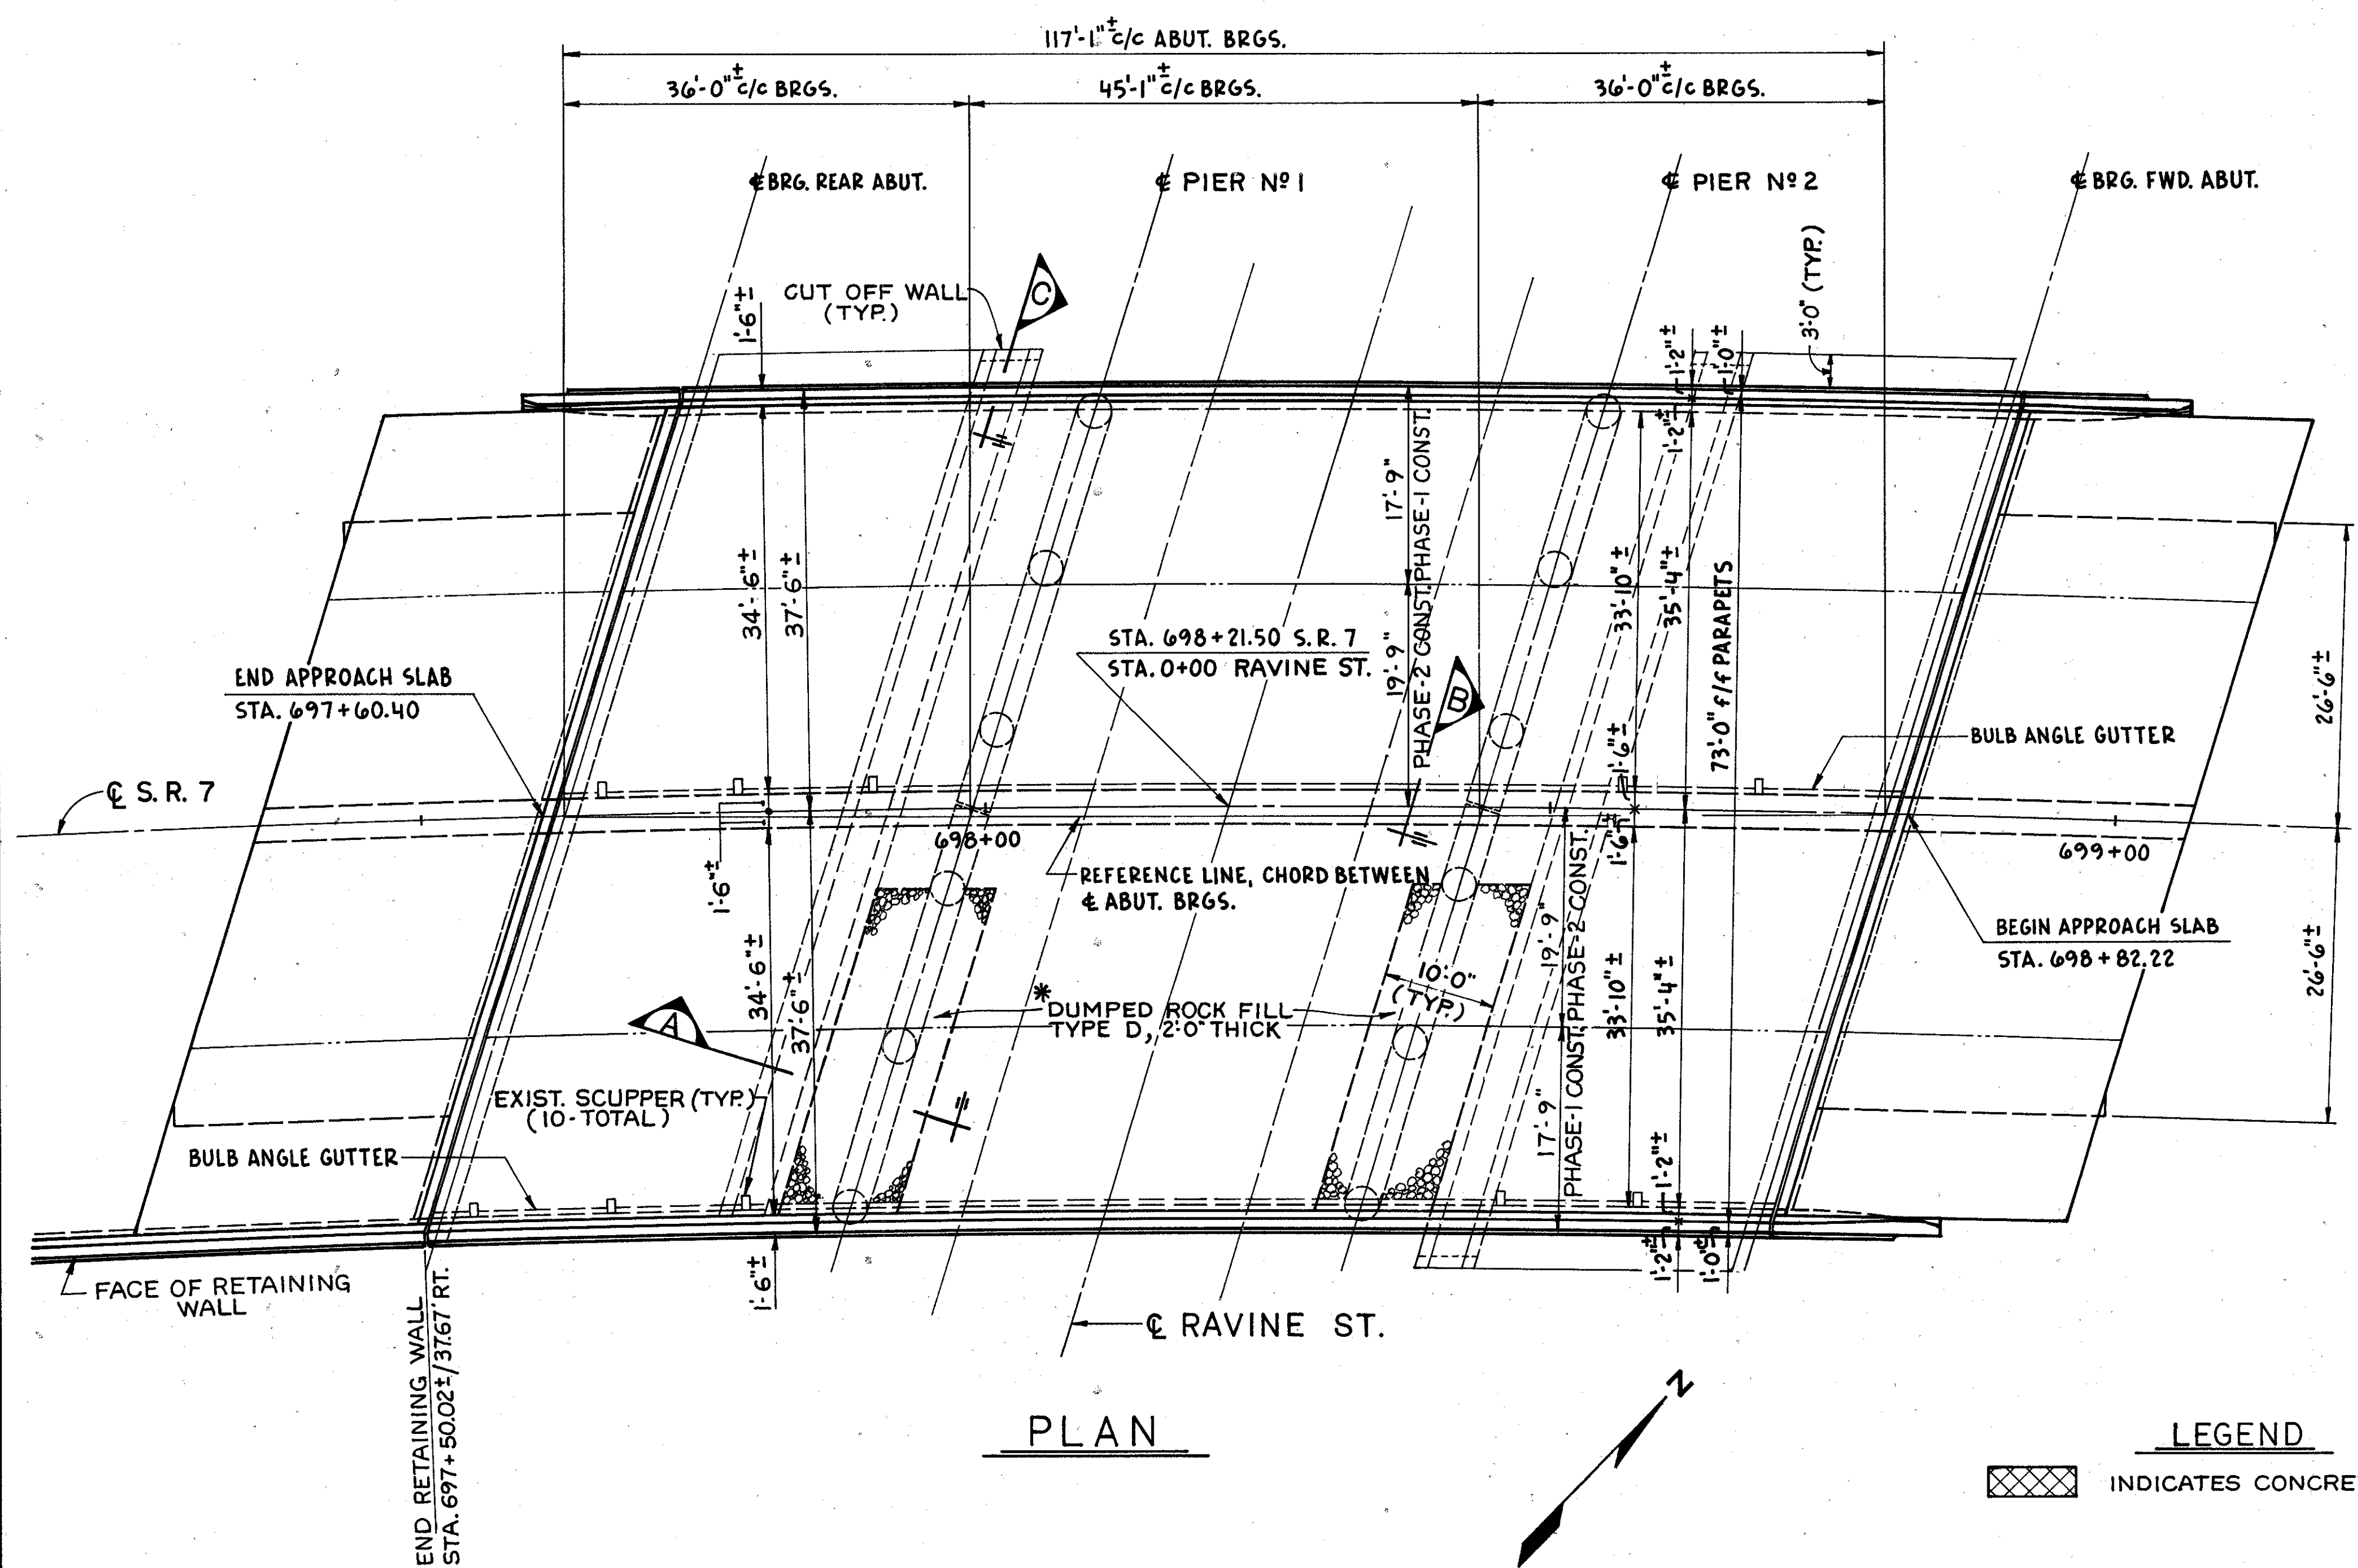 117'-1"± c/c ABUT. BRGS.
36'-0"± c/c BRGS.
45'-1"± c/c BRGS.
36'-0"± c/c BRGS.
℄ BRG. REAR ABUT.
℄ PIER Nº 1
℄ PIER Nº 2
℄ BRG. FWD. ABUT.
CUT OFF WALL
(TYP.)
C
1'-6"±
1'-2"±
1'-0"±
3'-0" (TYP.)
1'-2"±
17'-9"
PHASE-1 CONST.
34'-6"±
37'-6"±
33'-10"±
35'-4"±
73'-0" f/f PARAPETS
STA. 698+21.50 S.R. 7
STA. 0+00 RAVINE ST.
19'-9"
PHASE-2 CONST.
B
END APPROACH SLAB
STA. 697+60.40
26'-6"±
BULB ANGLE GUTTER
1'-6"±
℄ S.R. 7
698+00
1'-6"±
699+00
1'-6"±
REFERENCE LINE, CHORD BETWEEN
℄ ABUT. BRGS.
BEGIN APPROACH SLAB
STA. 698+82.22
34'-6"±
37'-6"±
10'-0"
(TYP.)
19'-9"
PHASE-2 CONST.
33'-10"±
35'-4"±
26'-6"±
A
* DUMPED ROCK FILL
TYPE D, 2'-0" THICK
EXIST. SCUPPER (TYP.)
(10-TOTAL)
17'-9"
PHASE-1 CONST.
BULB ANGLE GUTTER
1'-2"±
1'-6"±
1'-2"±
1'-0"±
FACE OF RETAINING
WALL
END RETAINING WALL
STA. 697+50.02±/37.67' RT.
℄ RAVINE ST.
N
PLAN
LEGEND
INDICATES CONCRE